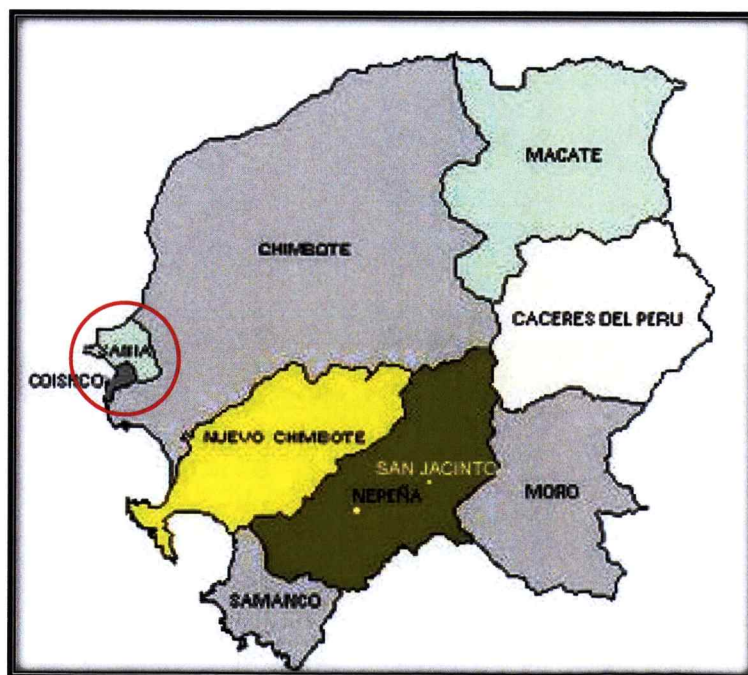 MACATE
CHIMBOTE
CACERES DEL PERU
COISHCO
NUEVO CHIMBOTE
SAN JACINTO
NEPEÑA
MORO
SAMANCO